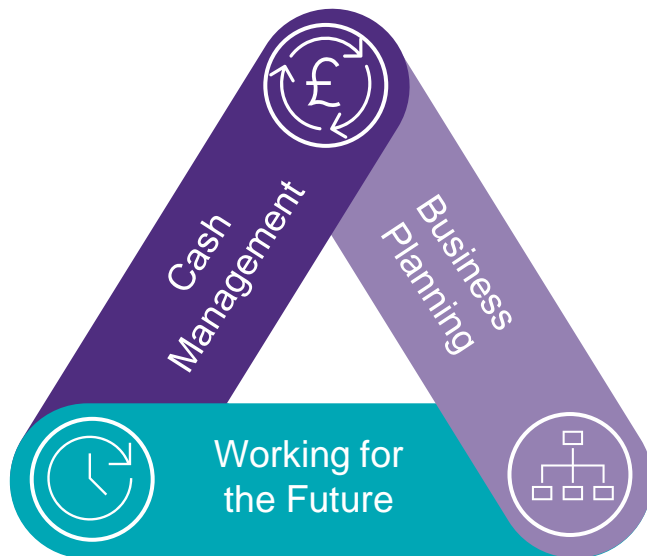 £
Cash
Management
Business
Planning
Working for
the Future